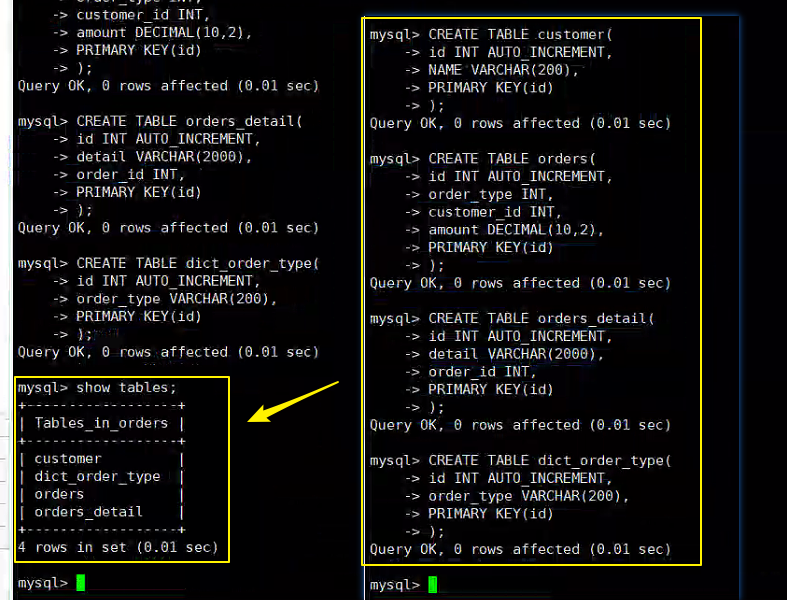 order_type INT,
    -> customer_id INT,
    -> amount DECIMAL(10,2),
    -> PRIMARY KEY(id)
    -> );
Query OK, 0 rows affected (0.01 sec)
mysql> CREATE TABLE orders_detail(
    -> id INT AUTO_INCREMENT,
    -> detail VARCHAR(2000),
    -> order_id INT,
    -> PRIMARY KEY(id)
    -> );
Query OK, 0 rows affected (0.01 sec)
mysql> CREATE TABLE dict_order_type(
    -> id INT AUTO_INCREMENT,
    -> order_type VARCHAR(200),
    -> PRIMARY KEY(id)
    -> );
Query OK, 0 rows affected (0.01 sec)
mysql> show tables;
+------------------+
| Tables_in_orders |
+------------------+
| customer         |
| dict_order_type  |
| orders           |
| orders_detail    |
+------------------+
4 rows in set (0.01 sec)
mysql>
mysql> CREATE TABLE customer(
    -> id INT AUTO_INCREMENT,
    -> NAME VARCHAR(200),
    -> PRIMARY KEY(id)
    -> );
Query OK, 0 rows affected (0.01 sec)
mysql> CREATE TABLE orders(
    -> id INT AUTO_INCREMENT,
    -> order_type INT,
    -> customer_id INT,
    -> amount DECIMAL(10,2),
    -> PRIMARY KEY(id)
    -> );
Query OK, 0 rows affected (0.01 sec)
mysql> CREATE TABLE orders_detail(
    -> id INT AUTO_INCREMENT,
    -> detail VARCHAR(2000),
    -> order_id INT,
    -> PRIMARY KEY(id)
    -> );
Query OK, 0 rows affected (0.01 sec)
mysql> CREATE TABLE dict_order_type(
    -> id INT AUTO_INCREMENT,
    -> order_type VARCHAR(200),
    -> PRIMARY KEY(id)
    -> );
Query OK, 0 rows affected (0.01 sec)
mysql>